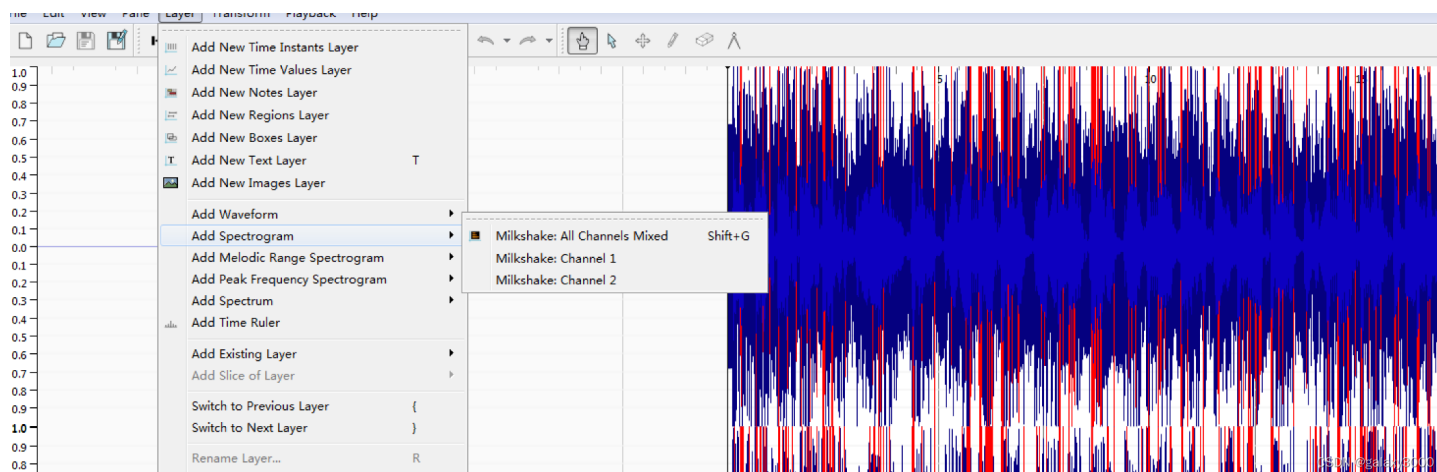 File Edit View Pane Layer Transform Playback Help
Add New Time Instants Layer
Add New Time Values Layer
Add New Notes Layer
Add New Regions Layer
Add New Boxes Layer
Add New Text Layer T
Add New Images Layer
Add Waveform
Add Spectrogram
Add Melodic Range Spectrogram
Add Peak Frequency Spectrogram
Add Spectrum
Add Time Ruler
Add Existing Layer
Add Slice of Layer
Switch to Previous Layer {
Switch to Next Layer }
Rename Layer... R
Milkshake: All Channels Mixed Shift+G
Milkshake: Channel 1
Milkshake: Channel 2
1.0
0.9
0.8
0.7
0.6
0.5
0.4
0.3
0.2
0.1
0.0
0.1
0.2
0.3
0.4
0.5
0.6
0.7
0.8
0.9
1.0
0.9
0.8
5
10
15